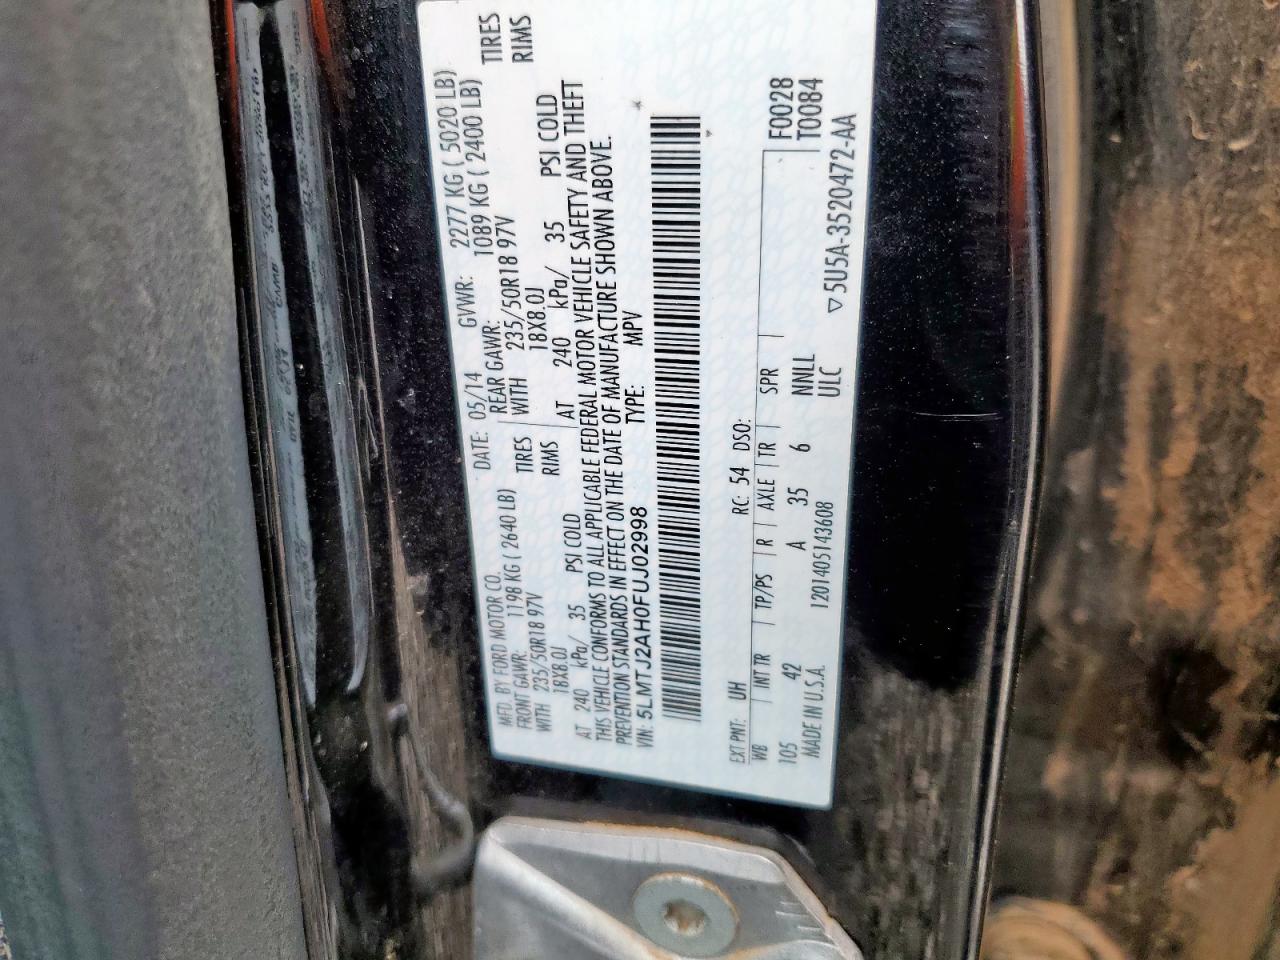 MFD. BY FORD MOTOR CO.
DATE: 05/14 GVWR: 2277 KG ( 5020 LB)
FRONT GAWR: 1198 KG ( 2640 LB)
REAR GAWR: 1089 KG ( 2400 LB)
WITH 235/50R18 97V TIRES
18X8.0J RIMS
AT 240 kPa/ 35 PSI COLD
WITH 235/50R18 97V TIRES
18X8.0J RIMS
AT 240 kPa/ 35 PSI COLD
THIS VEHICLE CONFORMS TO ALL APPLICABLE FEDERAL MOTOR VEHICLE SAFETY AND THEFT
PREVENTION STANDARDS IN EFFECT ON THE DATE OF MANUFACTURE SHOWN ABOVE.
VIN: 5LMTJ2AH0FUJ02998 TYPE: MPV
EXT PNT: UH RC: 54 DSO: F0028
T0084
WB INT TR TP/PS R AXLE TR SPR
105 42 A 35 6 NNLL
ULC
MADE IN U.S.A. 1201405143608 ▽5U5A-3520472-AA